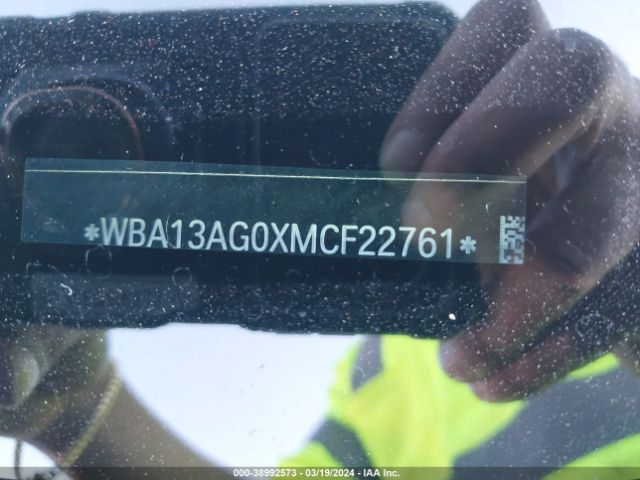 *WBA13AG0XMCF22761*
000-38992573 - 03/19/2024 - IAA Inc.